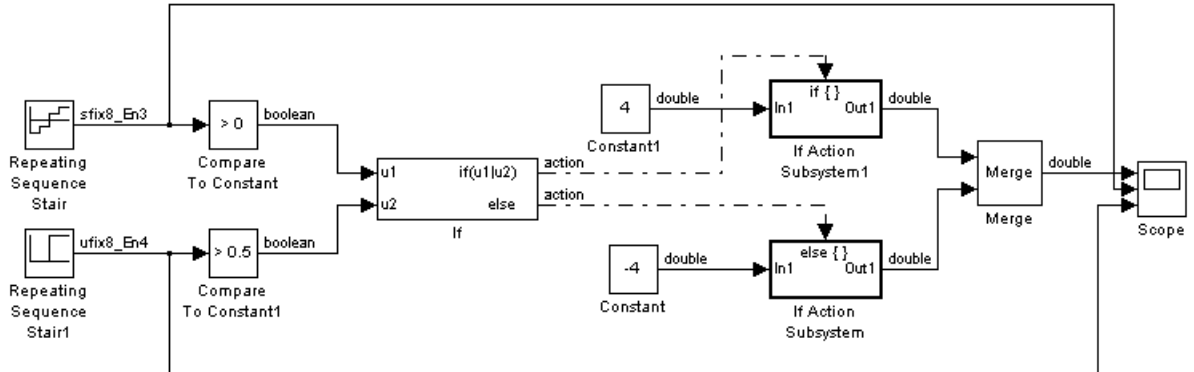 sfix8_En3
> 0
boolean
Repeating
Sequence
Stair
Compare
To Constant
ufix8_En4
> 0.5
boolean
Repeating
Sequence
Stair1
Compare
To Constant1
u1
if(u1|u2)
u2
else
If
action
action
4
double
Constant1
if { }
In1
Out1
double
If Action
Subsystem1
-4
double
Constant
else { }
In1
Out1
double
If Action
Subsystem
Merge
double
Merge
Scope